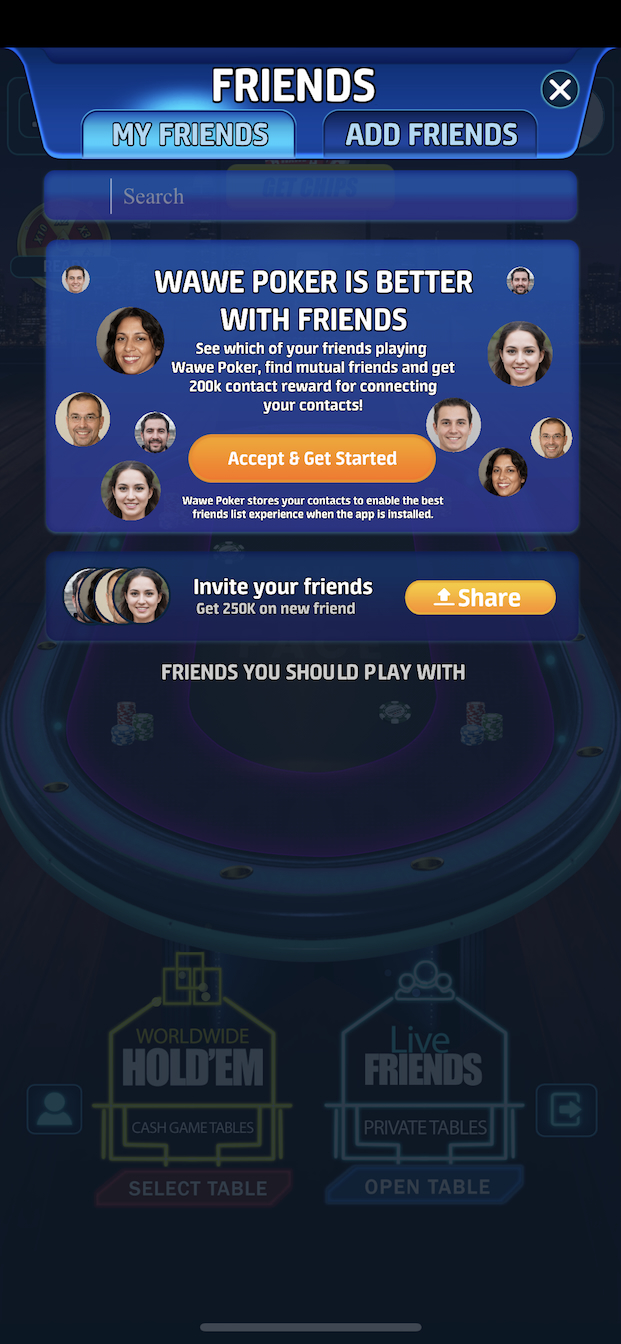 FRIENDS
MY FRIENDS
ADD FRIENDS
GET CHIPS
Search
X10
X3
READY
WAWE POKER IS BETTER
WITH FRIENDS
See which of your friends playing
Wawe Poker, find mutual friends and get
200k contact reward for connecting
your contacts!
Accept & Get Started
Wawe Poker stores your contacts to enable the best
friends list experience when the app is installed.
Invite your friends
Get 250K on new friend
Share
FRIENDS YOU SHOULD PLAY WITH
WORLDWIDE
HOLD'EM
CASH GAME TABLES
SELECT TABLE
Live
FRIENDS
PRIVATE TABLES
OPEN TABLE